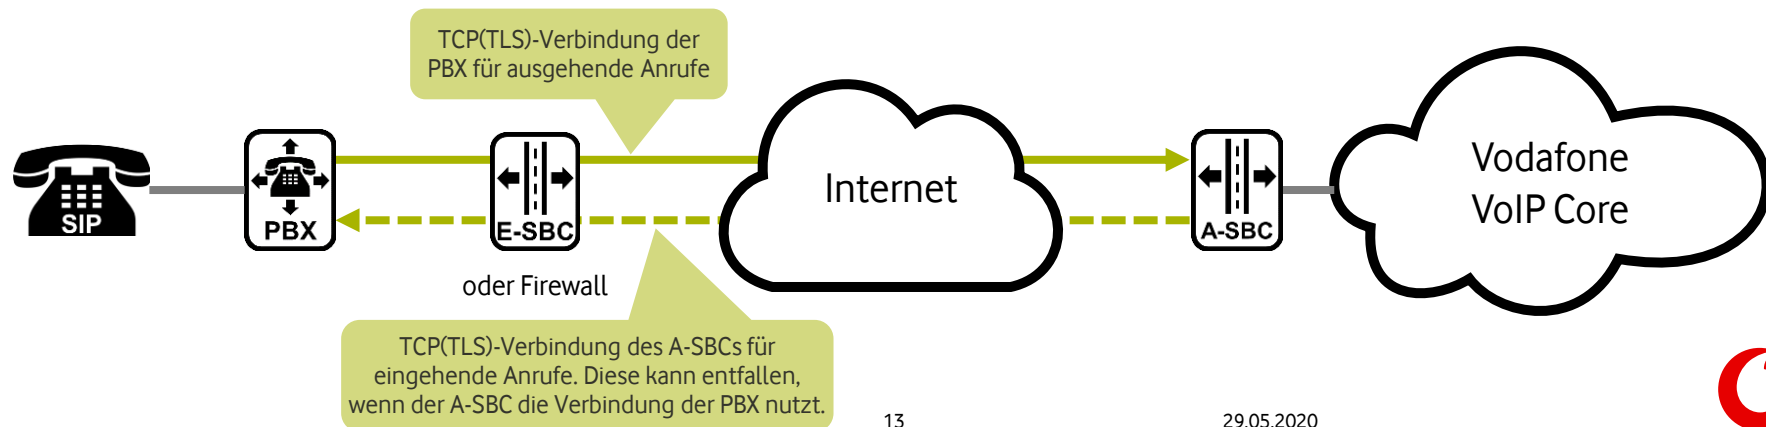 TCP(TLS)-Verbindung der
PBX für ausgehende Anrufe
SIP
PBX
E-SBC
oder Firewall
Internet
A-SBC
Vodafone
VoIP Core
TCP(TLS)-Verbindung des A-SBCs für
eingehende Anrufe. Diese kann entfallen,
wenn der A-SBC die Verbindung der PBX nutzt.
13
29.05.2020